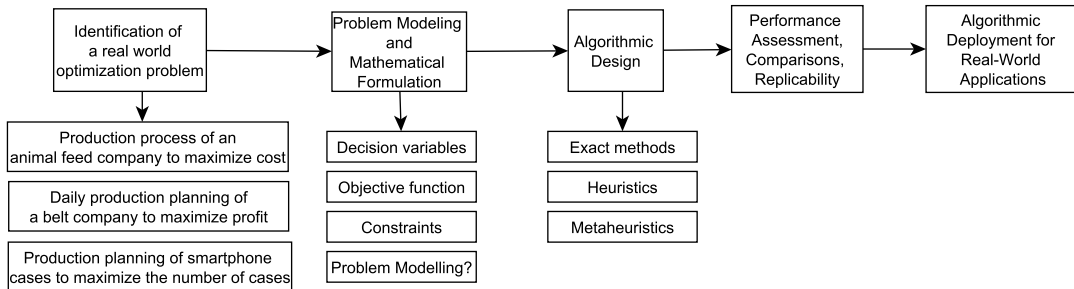 Identification of
a real world
optimization problem
Problem Modeling
and
Mathematical
Formulation
Algorithmic
Design
Performance
Assessment,
Comparisons,
Replicability
Algorithmic
Deployment for
Real-World
Applications
Production process of an
animal feed company to maximize cost
Daily production planning of
a belt company to maximize profit
Production planning of smartphone
cases to maximize the number of cases
Decision variables
Objective function
Constraints
Problem Modelling?
Exact methods
Heuristics
Metaheuristics